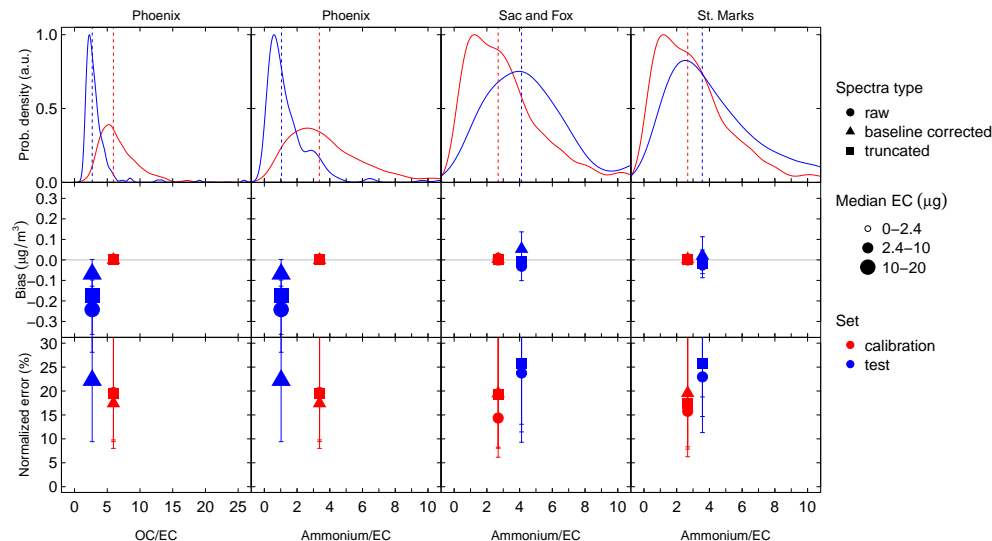 Phoenix Phoenix Sac and Fox St. Marks
Prob. density (a.u.)
1.0
0.5
0.0
Bias (μg/m³)
0.3
0.2
0.1
0.0
−0.1
−0.2
−0.3
Normalized error (%)
30
25
20
15
10
5
0
0 5 10 15 20 25 0 2 4 6 8 10 0 2 4 6 8 10 0 2 4 6 8 10
OC/EC Ammonium/EC Ammonium/EC Ammonium/EC
Spectra type
raw
baseline corrected
truncated
Median EC (μg)
0−2.4
2.4−10
10−20
Set
calibration
test